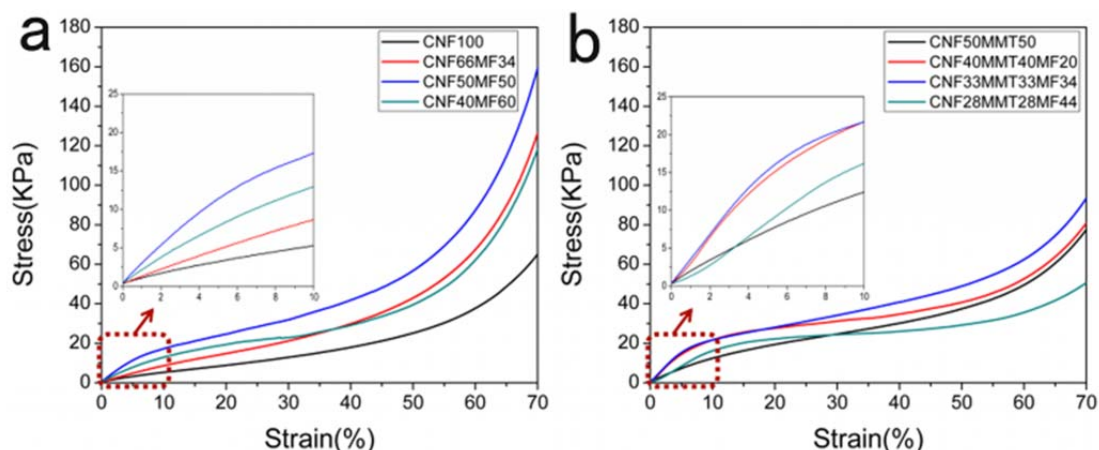 a
180
160
140
120
100
80
60
40
20
0
Stress(KPa)
CNF100
CNF66MF34
CNF50MF50
CNF40MF60
25
20
15
10
5
0
0 2 4 6 8 10
0 10 20 30 40 50 60 70
Strain(%)
b
180
160
140
120
100
80
60
40
20
0
Stress(KPa)
CNF50MMT50
CNF40MMT40MF20
CNF33MMT33MF34
CNF28MMT28MF44
25
20
15
10
5
0
0 2 4 6 8 10
0 10 20 30 40 50 60 70
Strain(%)